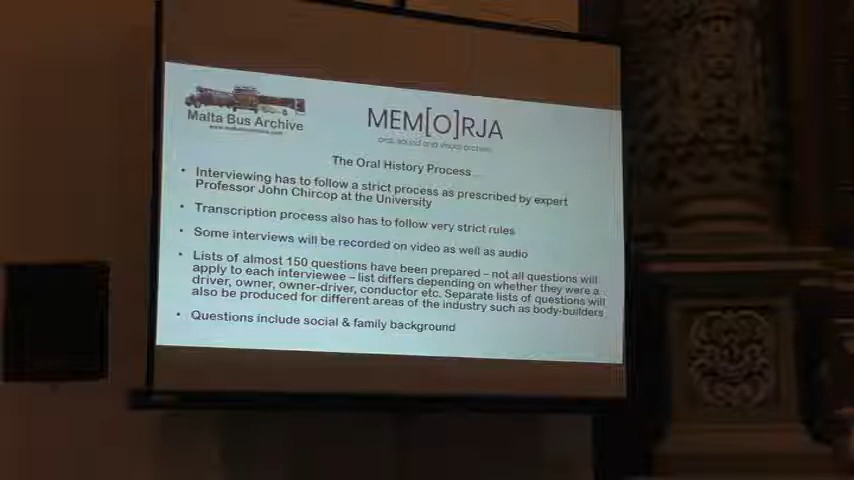 Malta Bus Archive
MEM[O]RJA
oral, sound and visual archive
The Oral History Process...
• Interviewing has to follow a strict process as prescribed by expert
Professor John Chircop at the University
• Transcription process also has to follow very strict rules
• Some interviews will be recorded on video as well as audio
• Lists of almost 150 questions have been prepared – not all questions will
apply to each interviewee – list differs depending on whether they were a
driver, owner, owner-driver, conductor etc. Separate lists of questions will
also be produced for different areas of the industry such as body-builders
• Questions include social & family background